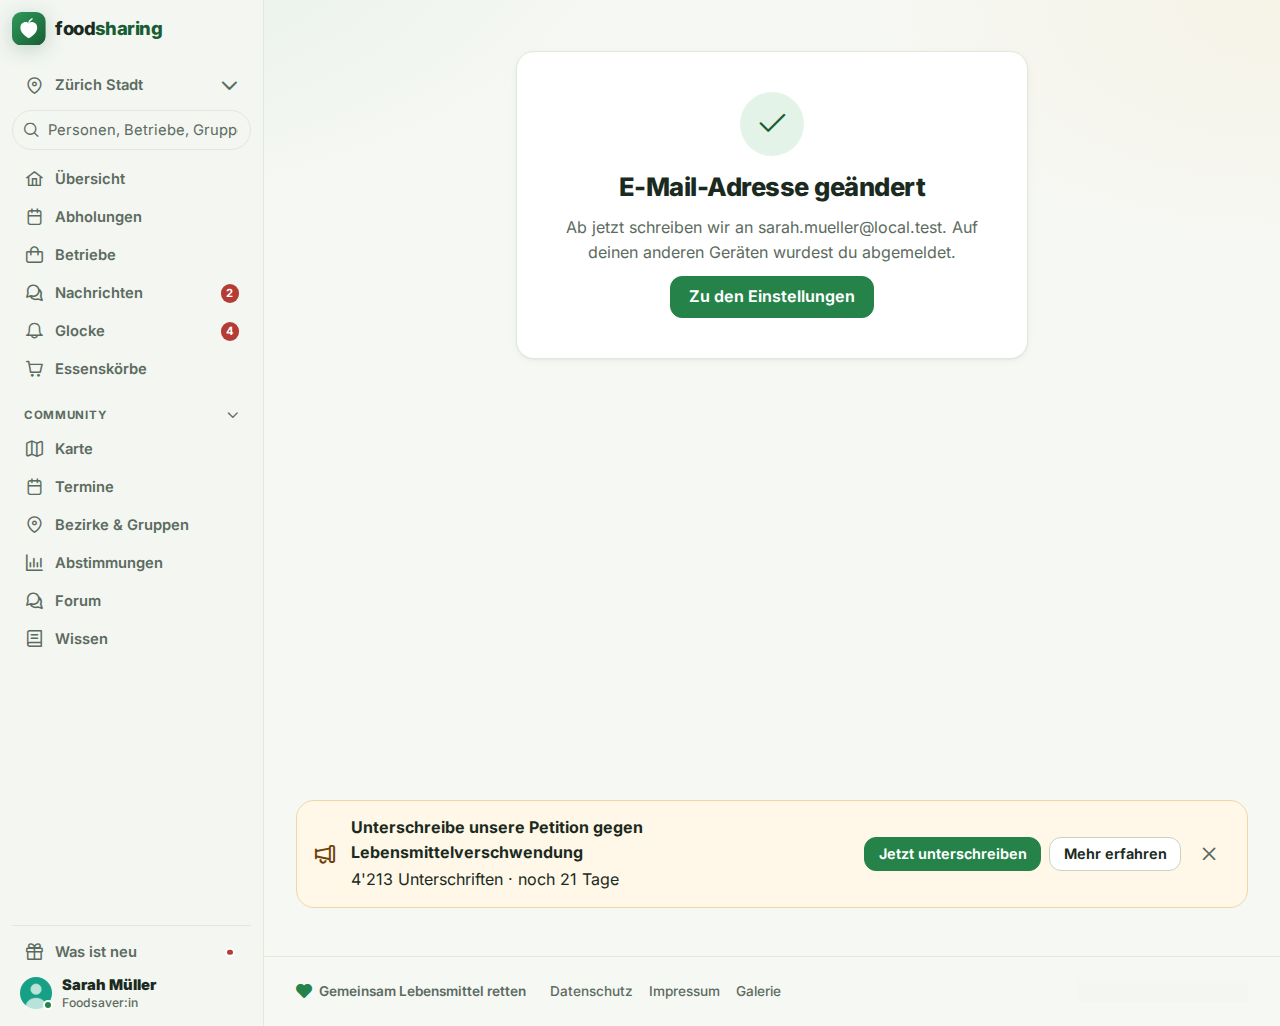 foodsharing
Zürich Stadt
Personen, Betriebe, Grupp
Übersicht
Abholungen
Betriebe
Nachrichten 2
Glocke 4
Essenskörbe
COMMUNITY
Karte
Termine
Bezirke & Gruppen
Abstimmungen
Forum
Wissen
Was ist neu
Sarah Müller
Foodsaver:in
E-Mail-Adresse geändert
Ab jetzt schreiben wir an sarah.mueller@local.test. Auf
deinen anderen Geräten wurdest du abgemeldet.
Zu den Einstellungen
Unterschreibe unsere Petition gegen
Lebensmittelverschwendung
4'213 Unterschriften · noch 21 Tage
Jetzt unterschreiben
Mehr erfahren
Gemeinsam Lebensmittel retten
Datenschutz
Impressum
Galerie